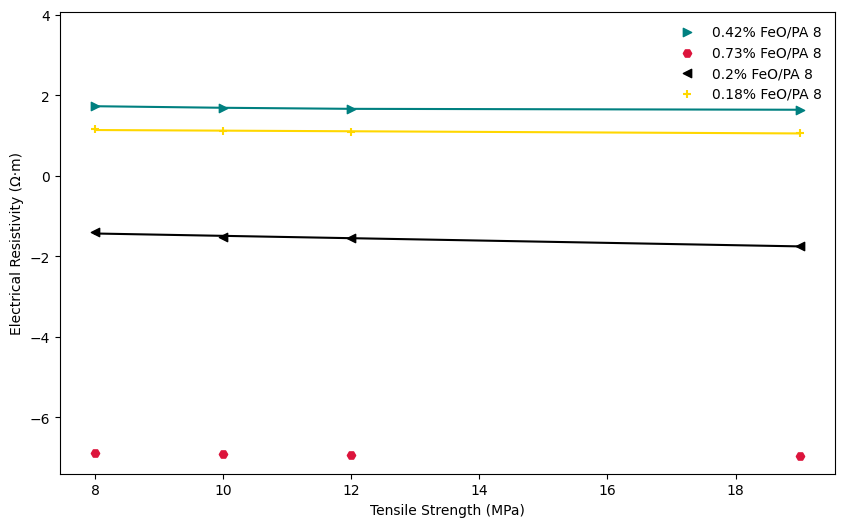 4
2
0
−2
−4
−6
Electrical Resistivity (Ω·m)
0.42% FeO/PA 8
0.73% FeO/PA 8
0.2% FeO/PA 8
0.18% FeO/PA 8
8 10 12 14 16 18
Tensile Strength (MPa)